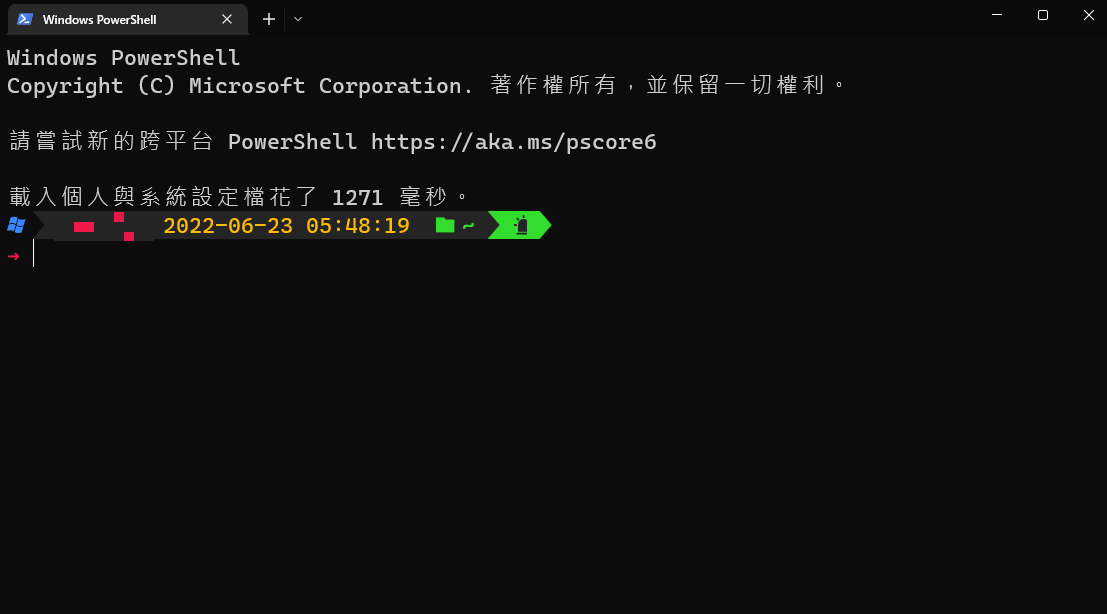 Windows PowerShell
Windows PowerShell
Copyright (C) Microsoft Corporation. 著作權所有，並保留一切權利。
請嘗試新的跨平台 PowerShell https://aka.ms/pscore6
載入個人與系統設定檔花了 1271 毫秒。
2022-06-23 05:48:19 ~
→